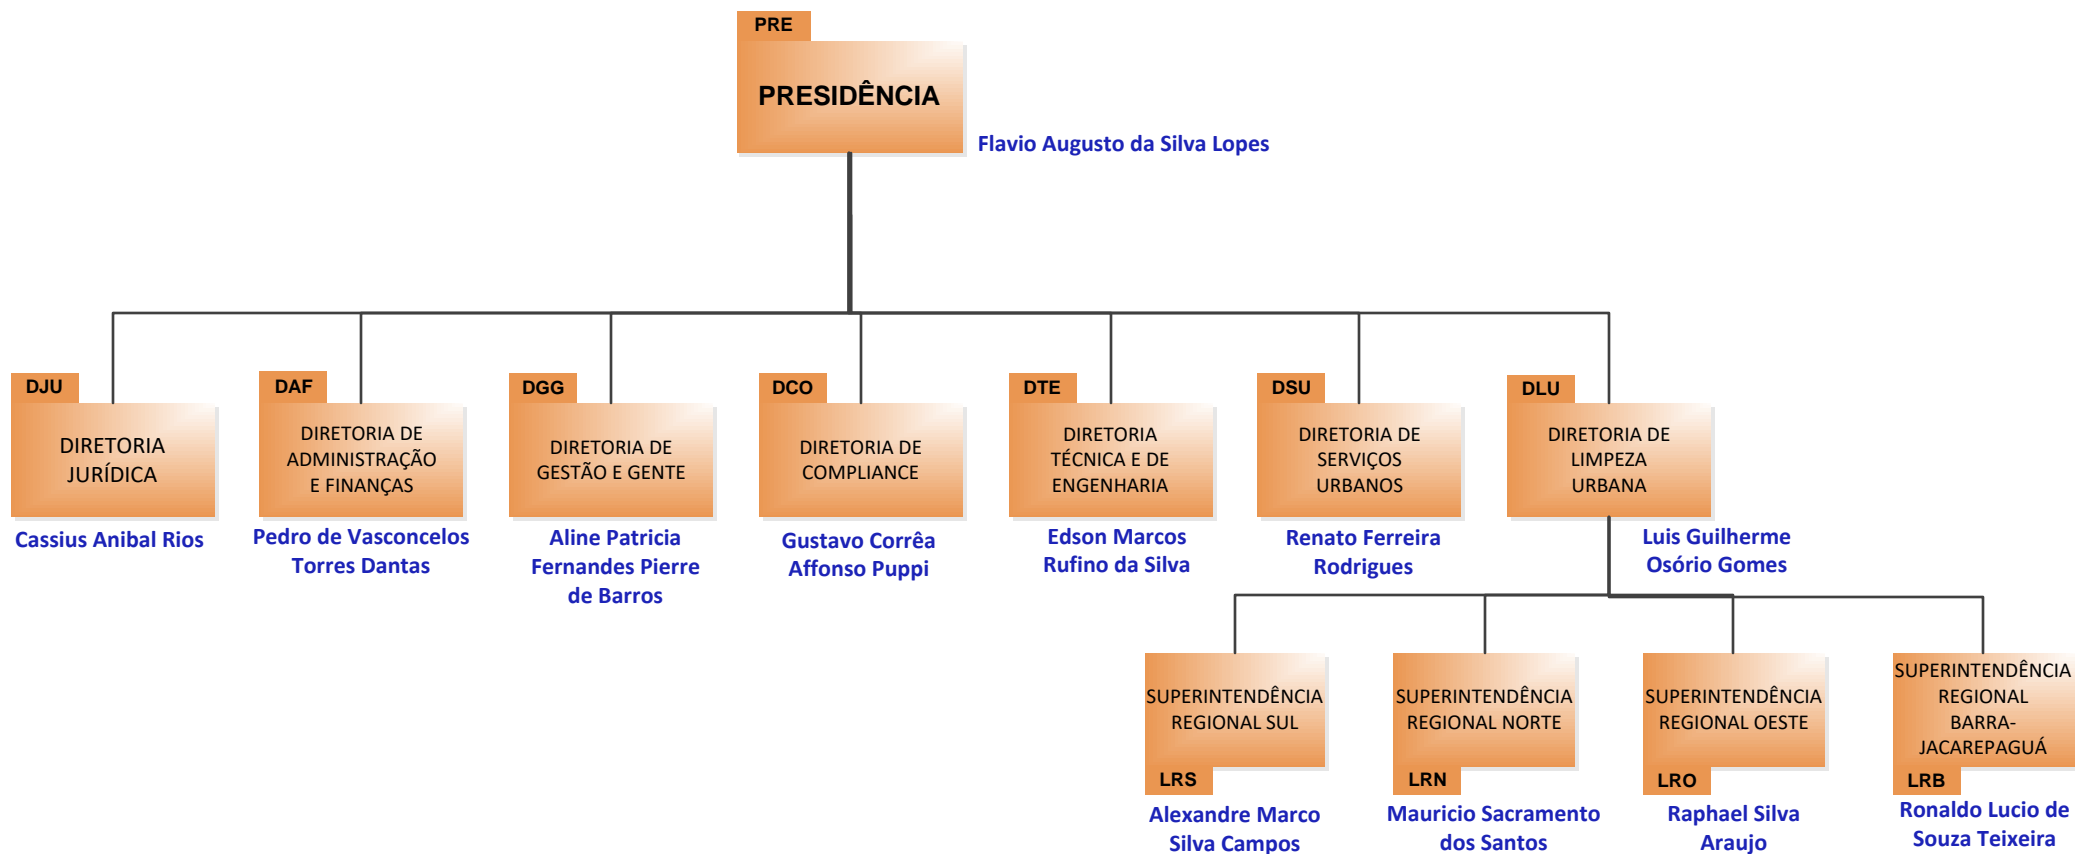 PRE
PRESIDÊNCIA
Flavio Augusto da Silva Lopes
DJU
DIRETORIA
JURÍDICA
Cassius Anibal Rios
DAF
DIRETORIA DE
ADMINISTRAÇÃO
E FINANÇAS
Pedro de Vasconcelos
Torres Dantas
DGG
DIRETORIA DE
GESTÃO E GENTE
Aline Patricia
Fernandes Pierre
de Barros
DCO
DIRETORIA DE
COMPLIANCE
Gustavo Corrêa
Affonso Puppi
DTE
DIRETORIA
TÉCNICA E DE
ENGENHARIA
Edson Marcos
Rufino da Silva
DSU
DIRETORIA DE
SERVIÇOS
URBANOS
Renato Ferreira
Rodrigues
DLU
DIRETORIA DE
LIMPEZA
URBANA
Luis Guilherme
Osório Gomes
SUPERINTENDÊNCIA
REGIONAL SUL
LRS
Alexandre Marco
Silva Campos
SUPERINTENDÊNCIA
REGIONAL NORTE
LRN
Mauricio Sacramento
dos Santos
SUPERINTENDÊNCIA
REGIONAL OESTE
LRO
Raphael Silva
Araujo
SUPERINTENDÊNCIA
REGIONAL
BARRA-
JACAREPAGUÁ
LRB
Ronaldo Lucio de
Souza Teixeira